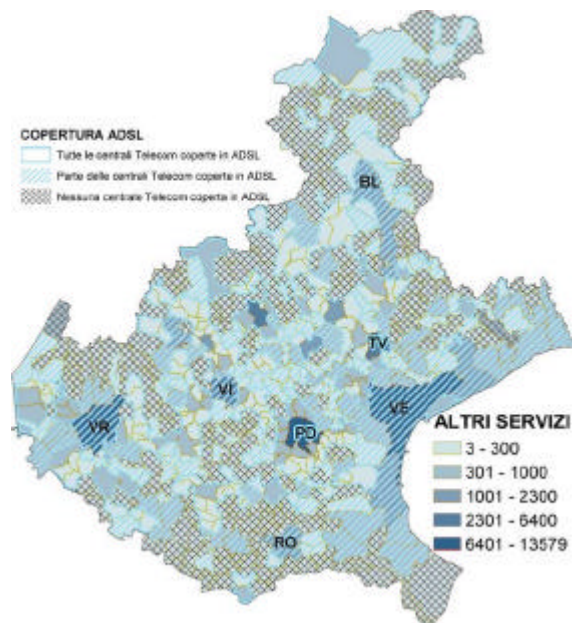 COPERTURA ADSL
Tutte le centrali Telecom coperte in ADSL
Parte delle centrali Telecom coperte in ADSL
Nessuna centrale Telecom coperta in ADSL
BL
TV
VI
VE
VR
PD
RO
ALTRI SERVIZI
3 - 300
301 - 1000
1001 - 2300
2301 - 6400
6401 - 13579